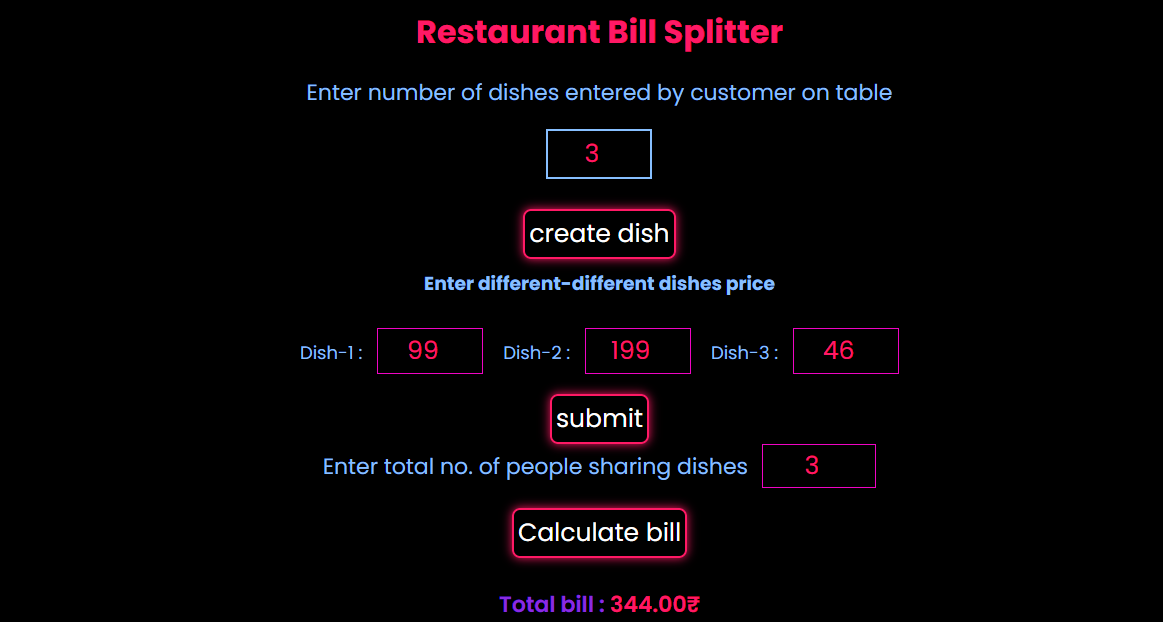 Restaurant Bill Splitter
Enter number of dishes entered by customer on table
3
create dish
Enter different-different dishes price
Dish-1 : 99 Dish-2 : 199 Dish-3 : 46
submit
Enter total no. of people sharing dishes 3
Calculate bill
Total bill : 344.00₹